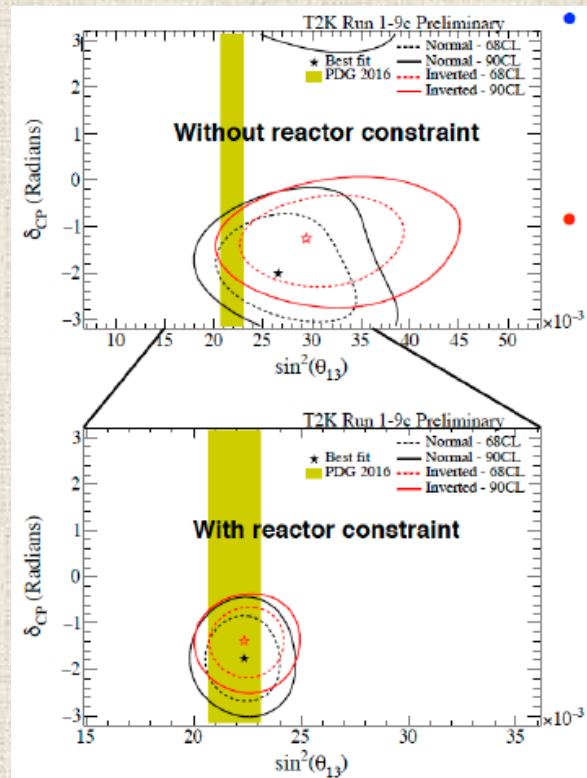 T2K Run 1-9c Preliminary
Normal - 68CL
Best fit Normal - 90CL
PDG 2016 Inverted - 68CL
Inverted - 90CL
Without reactor constraint
δCP (Radians)
3
2
1
0
−1
−2
−3
10 15 20 25 30 35 40 45 50
×10−3
sin2(θ13)
T2K Run 1-9c Preliminary
Normal - 68CL
Best fit Normal - 90CL
PDG 2016 Inverted - 68CL
Inverted - 90CL
With reactor constraint
δCP (Radians)
3
2
1
0
−1
−2
−3
15 20 25 30 35
×10−3
sin2(θ13)